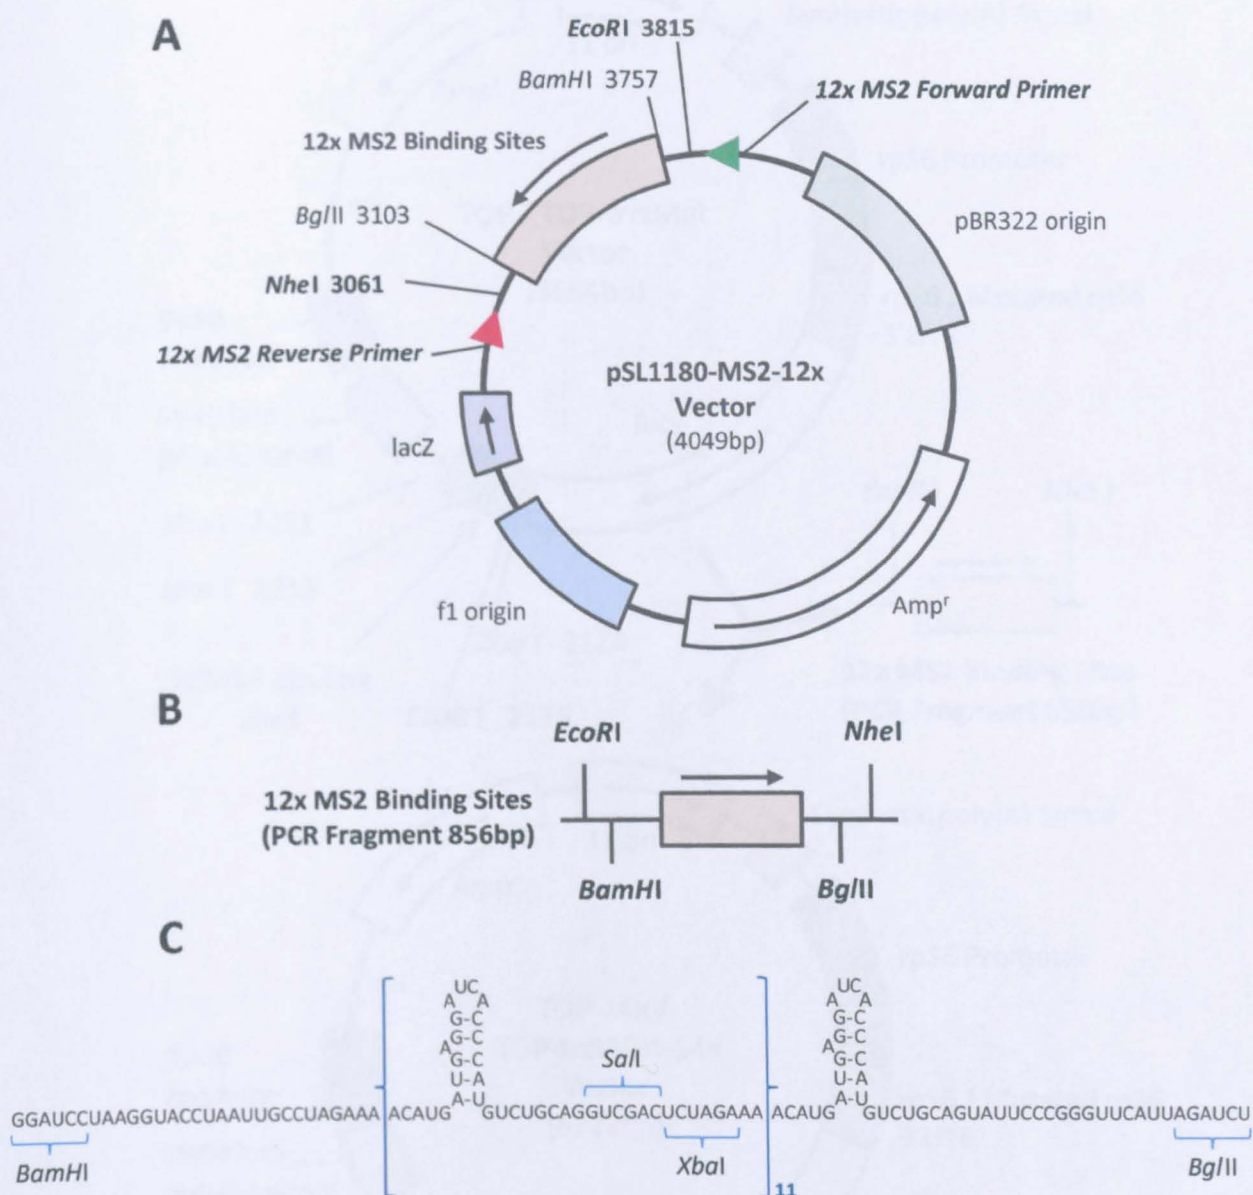 A
EcoRI 3815
BamHI 3757
12x MS2 Forward Primer
12x MS2 Binding Sites
BglII 3103
pBR322 origin
NheI 3061
12x MS2 Reverse Primer
pSL1180-MS2-12x
Vector
(4049bp)
lacZ
f1 origin
Ampʳ
B
EcoRI
NheI
12x MS2 Binding Sites
(PCR Fragment 856bp)
BamHI
BglII
C
UC
A A
G-C
G-C
A
G-C
U-A
A-U
UC
A A
G-C
G-C
A
G-C
U-A
A-U
SalI
GGAUCCUAAGGUACCUAAUUGCCUAGAAA ACAUG GUCUGCAGGUCGACUCUAGAAA ACAUG GUCUGCAGUAUUCCCGGGUUCAUUAGAUCU
BamHI
XbaI
BglII
11